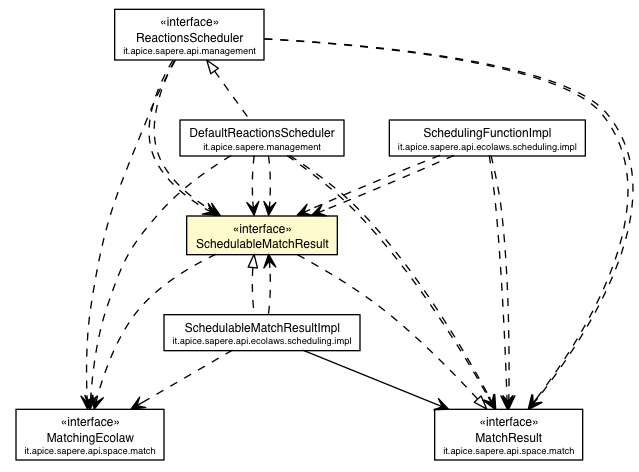 «interface»
ReactionsScheduler
it.apice.sapere.api.management
DefaultReactionsScheduler
it.apice.sapere.management
SchedulingFunctionImpl
it.apice.sapere.api.ecolaws.scheduling.impl
«interface»
SchedulableMatchResult
SchedulableMatchResultImpl
it.apice.sapere.api.ecolaws.scheduling.impl
«interface»
MatchingEcolaw
it.apice.sapere.api.space.match
«interface»
MatchResult
it.apice.sapere.api.space.match